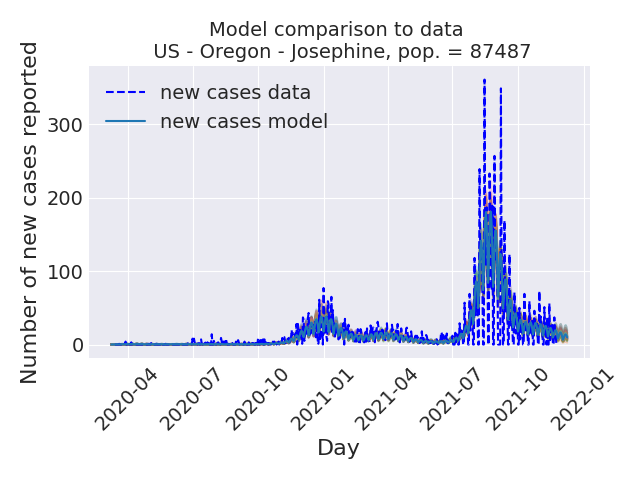 Model comparison to data
US - Oregon - Josephine, pop. = 87487
Number of new cases reported
new cases data
new cases model
300
200
100
0
2020-04
2020-07
2020-10
2021-01
2021-04
2021-07
2021-10
2022-01
Day